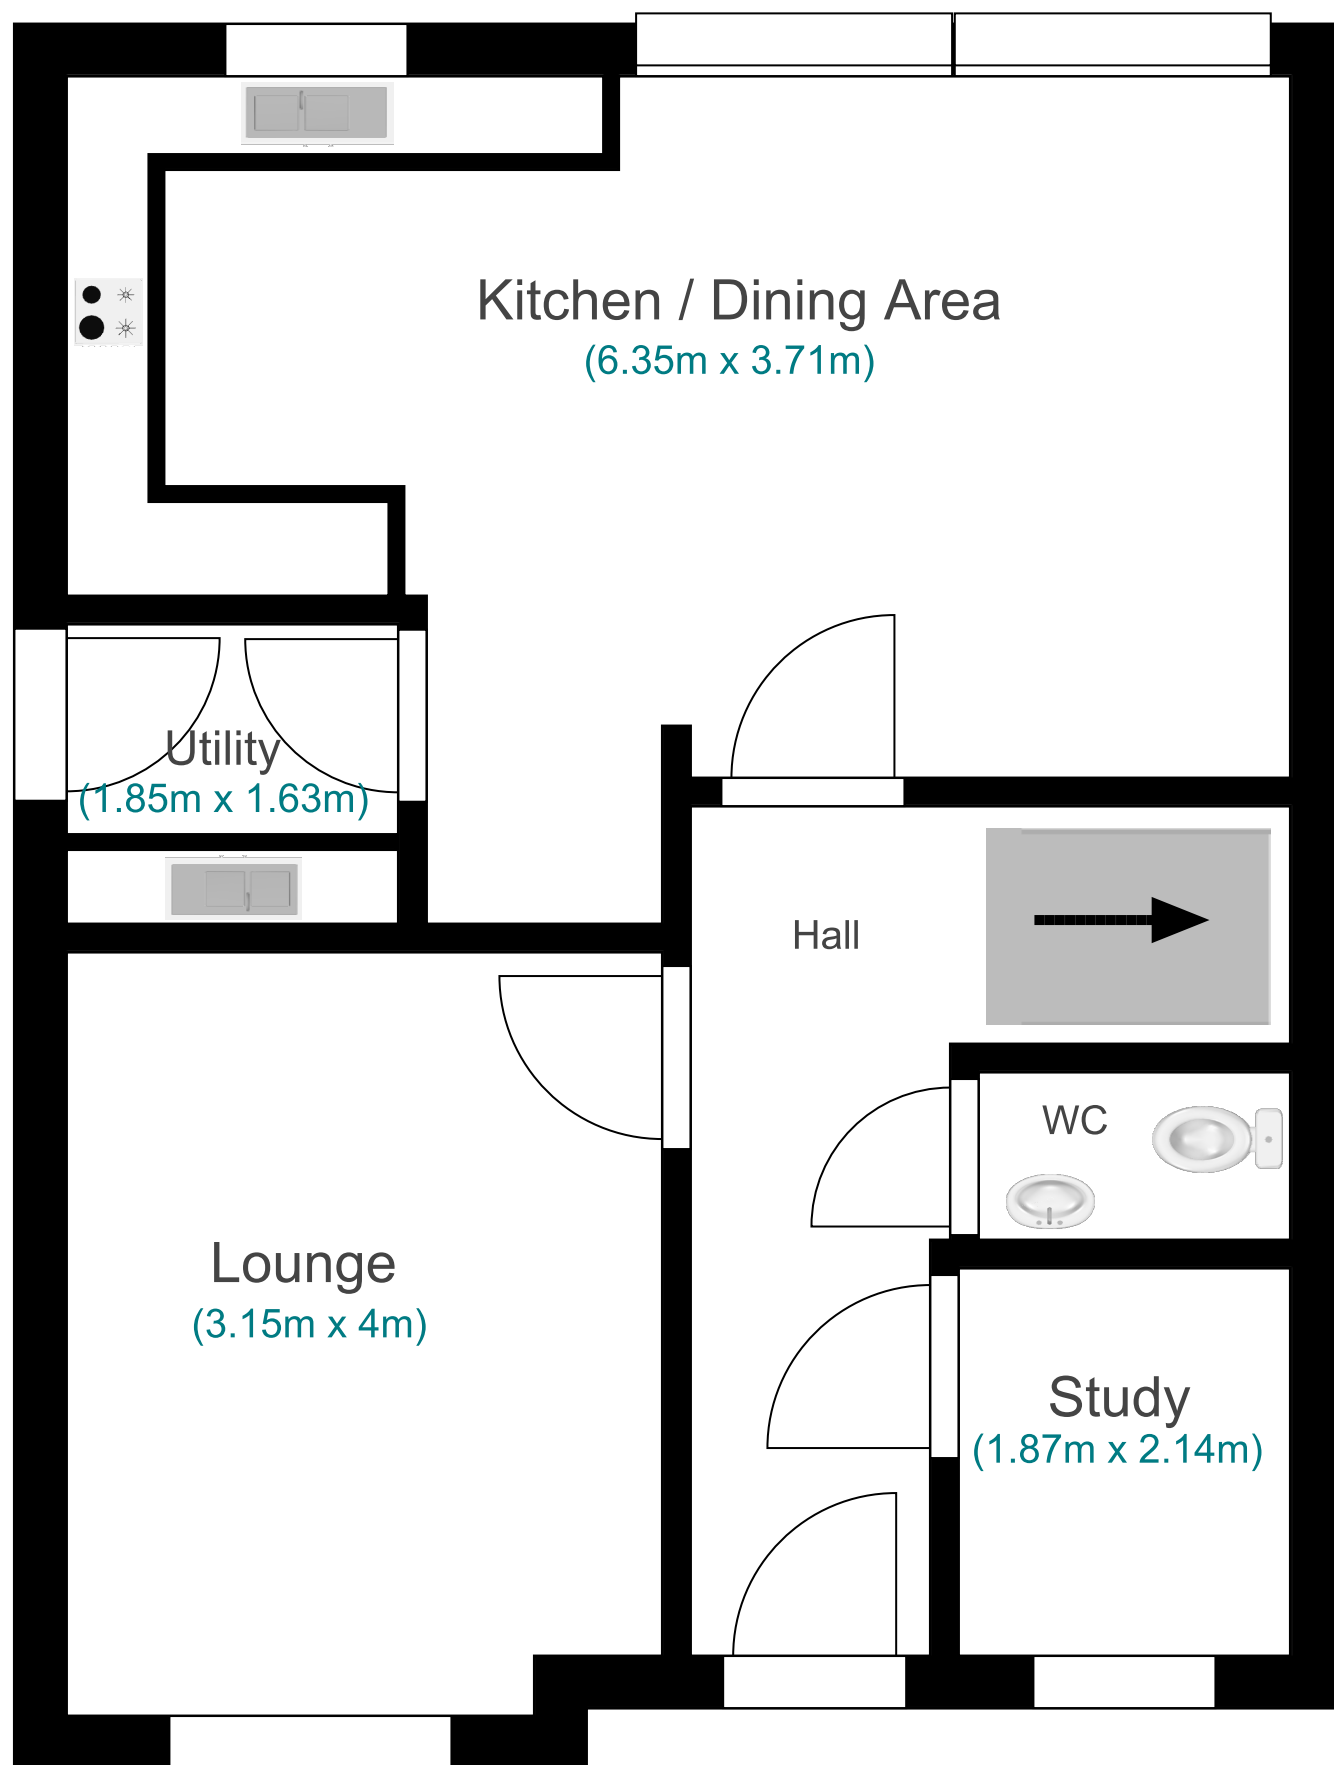 Kitchen / Dining Area
(6.35m x 3.71m)
Utility
(1.85m x 1.63m)
Hall
WC
Lounge
(3.15m x 4m)
Study
(1.87m x 2.14m)